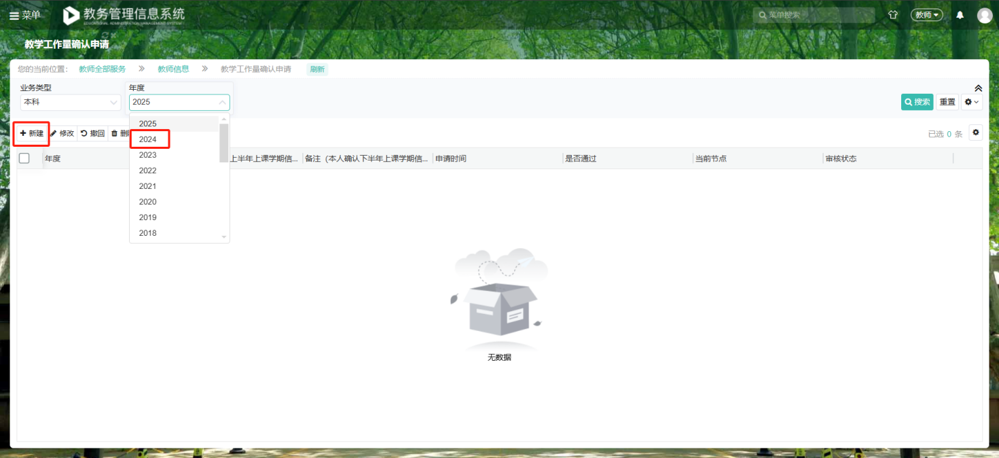 菜单
教务管理信息系统
EDUCATIONAL ADMINISTRATION MANAGEMENT SYSTEM
菜单搜索
教师
教学工作量确认申请
您的当前位置: 教师全部服务 » 教师信息 » 教学工作量确认申请 刷新
业务类型
年度
本科
2025
搜索 重置
2025
2024
2023
2022
2021
2020
2019
2018
新建 修改 撤回
已选 0 条
年度 上半年上课学期信... 备注（本人确认下半年上课学期信... 申请时间 是否通过 当前节点 审核状态
无数据